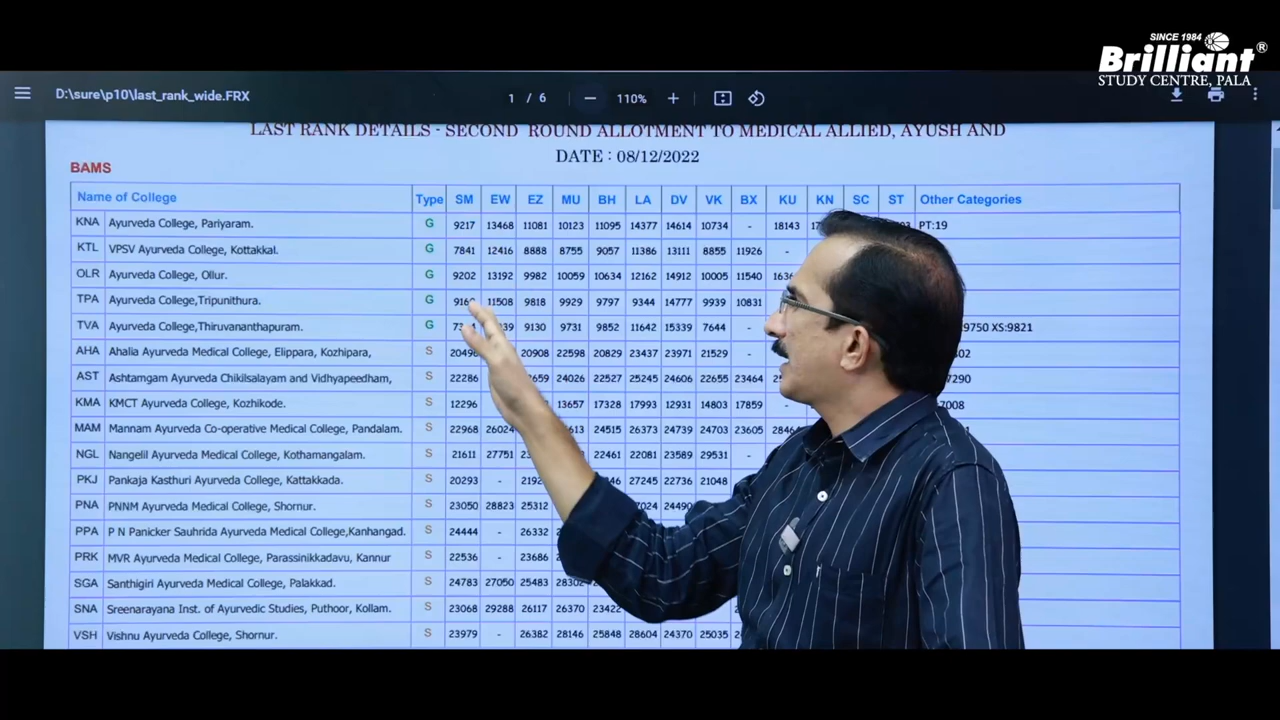 SINCE 1984
Brilliant®
STUDY CENTRE, PALA
D:\sure\p10\last_rank_wide.FRX 1 / 6 110%
LAST RANK DETAILS - SECOND ROUND ALLOTMENT TO MEDICAL ALLIED, AYUSH AND
DATE : 08/12/2022
BAMS
Name of College Type SM EW EZ MU BH LA DV VK BX KU KN SC ST Other Categories
KNA Ayurveda College, Pariyaram. G 9217 13468 11081 10123 11095 14377 14614 10734 - 18143 PT:19
KTL VPSV Ayurveda College, Kottakkal. G 7841 12416 8888 8755 9057 11386 13111 8855 11926 -
OLR Ayurveda College, Ollur. G 9202 13192 9982 10059 10634 12162 14912 10005 11540
TPA Ayurveda College,Tripunithura. G 11508 9818 9929 9797 9344 14777 9939 10831
TVA Ayurveda College,Thiruvananthapuram. G 9130 9731 9852 11642 15339 7644 - 9750 XS:9821
AHA Ahalia Ayurveda Medical College, Elippara, Kozhipara, S 20908 22598 20829 23437 23971 21529 -
AST Ashtamgam Ayurveda Chikilsalayam and Vidhyapeedham, S 22286 24026 22527 25245 24606 22655 23464
KMA KMCT Ayurveda College, Kozhikode. S 12296 13657 17328 17993 12931 14803 17859 -
MAM Mannam Ayurveda Co-operative Medical College, Pandalam. S 22968 26024 24515 26373 24739 24703 23605
NGL Nangelil Ayurveda Medical College, Kothamangalam. S 21611 27751 22461 22081 23589 29531 -
PKJ Pankaja Kasthuri Ayurveda College, Kattakkada. S 20293 - 27245 22736 21048
PNA PNNM Ayurveda College, Shornur. S 23050 28823 25312
PPA P N Panicker Sauhrida Ayurveda Medical College,Kanhangad. S 24444 - 26332
PRK MVR Ayurveda Medical College, Parassinikkadavu, Kannur S 22536 - 23686
SGA Santhigiri Ayurveda Medical College, Palakkad. S 24783 27050 25483 28302
SNA Sreenarayana Inst. of Ayurvedic Studies, Puthoor, Kollam. S 23068 29288 26117 26370 23422
VSH Vishnu Ayurveda College, Shornur. S 23979 - 26382 28146 25848 28604 24370 25035